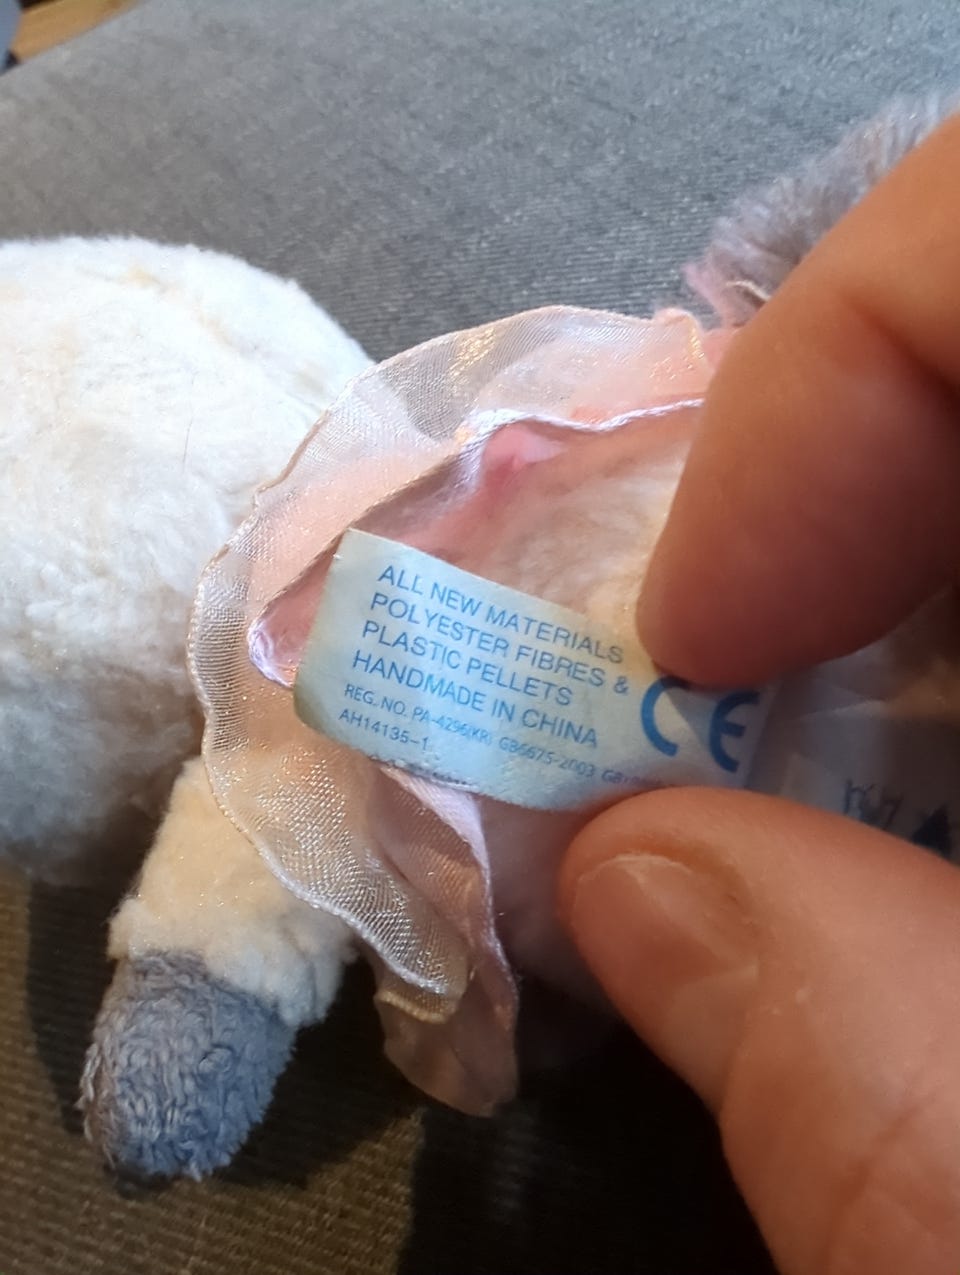 ALL NEW MATERIALS
POLYESTER FIBRES &
PLASTIC PELLETS
HANDMADE IN CHINA
REG. NO. PA-4296(KR) GB6675-2003
AH14135-1
CE